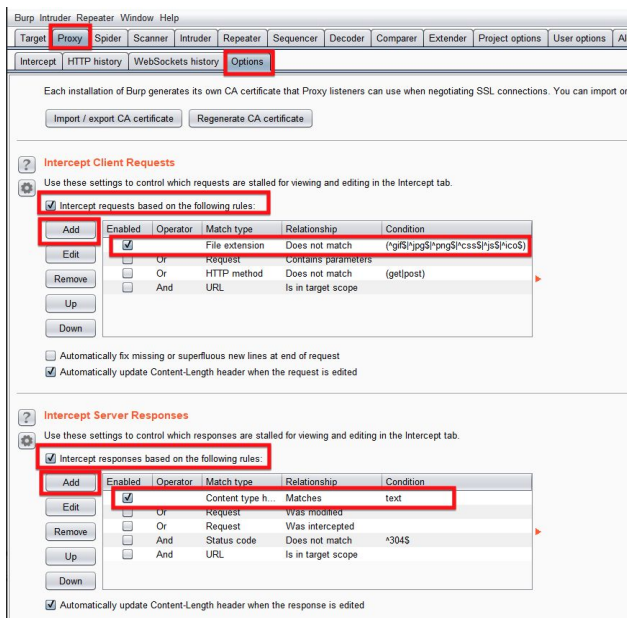 Burp Intruder Repeater Window Help
Target Proxy Spider Scanner Intruder Repeater Sequencer Decoder Comparer Extender Project options User options Al
Intercept HTTP history WebSockets history Options
Each installation of Burp generates its own CA certificate that Proxy listeners can use when negotiating SSL connections. You can import or
Import / export CA certificate Regenerate CA certificate
? Intercept Client Requests
Use these settings to control which requests are stalled for viewing and editing in the Intercept tab.
Intercept requests based on the following rules:
Add Enabled Operator Match type Relationship Condition
File extension Does not match (^gif$|^jpg$|^png$|^css$|^js$|^ico$)
Edit Or Request Contains parameters
Remove Or HTTP method Does not match (get|post)
And URL Is in target scope
Up
Down
Automatically fix missing or superfluous new lines at end of request
Automatically update Content-Length header when the request is edited
? Intercept Server Responses
Use these settings to control which responses are stalled for viewing and editing in the Intercept tab.
Intercept responses based on the following rules:
Add Enabled Operator Match type Relationship Condition
Content type h... Matches text
Edit Or Request Was modified
Remove Or Request Was intercepted
And Status code Does not match ^304$
Up And URL Is in target scope
Down
Automatically update Content-Length header when the response is edited